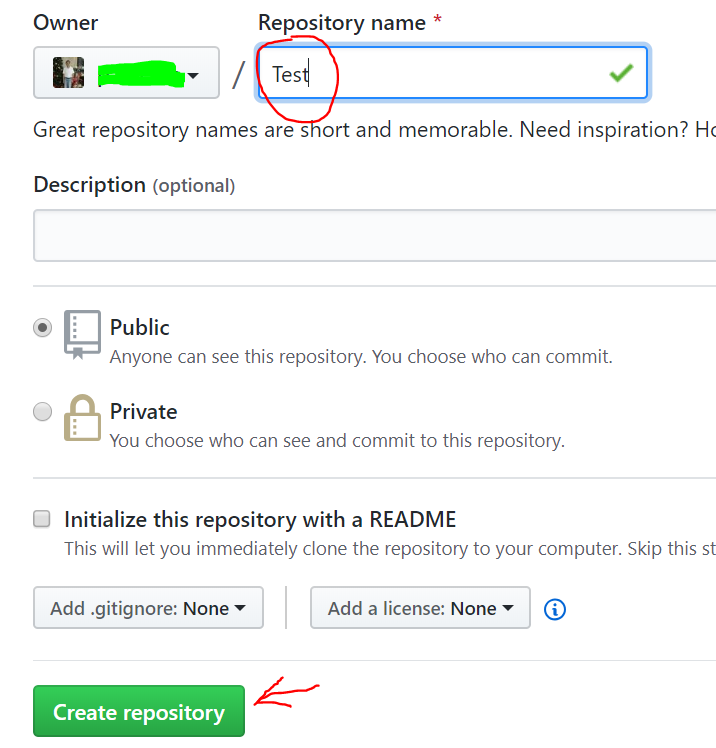 Owner
Repository name *
/
Test
Great repository names are short and memorable. Need inspiration?
Description (optional)
Public
Anyone can see this repository. You choose who can commit.
Private
You choose who can see and commit to this repository.
Initialize this repository with a README
This will let you immediately clone the repository to your computer. Skip this
Add .gitignore: None
Add a license: None
Create repository